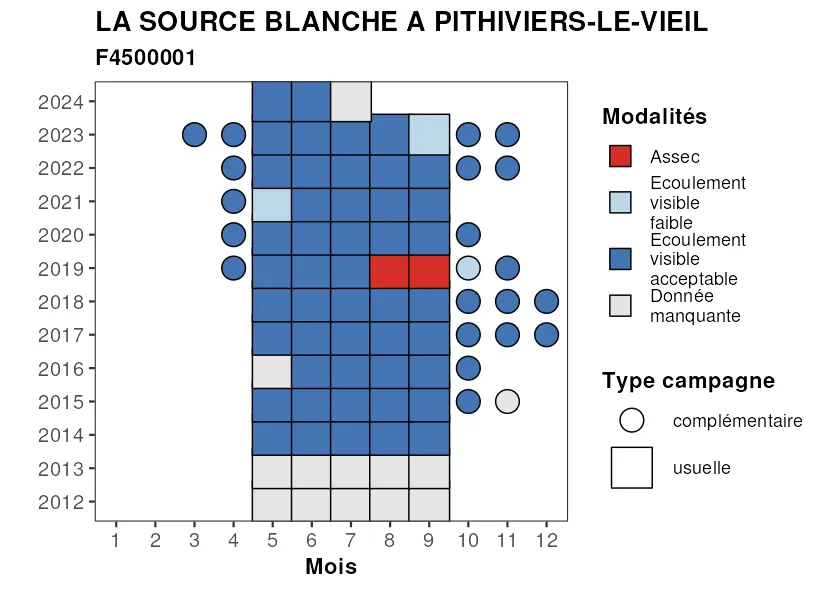 LA SOURCE BLANCHE A PITHIVIERS-LE-VIEIL
F4500001
2024
2023
2022
2021
2020
2019
2018
2017
2016
2015
2014
2013
2012
1 2 3 4 5 6 7 8 9 10 11 12
Mois
Modalités
Assec
Ecoulement
visible
faible
Ecoulement
visible
acceptable
Donnée
manquante
Type campagne
complémentaire
usuelle